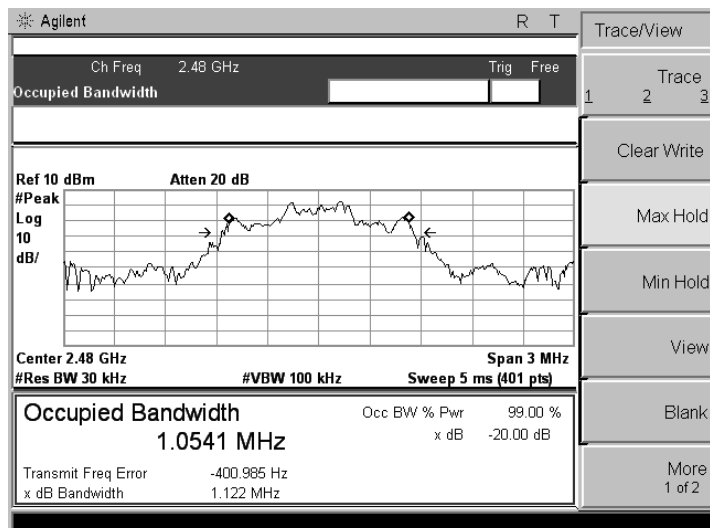 Agilent R T
Ch Freq 2.48 GHz Trig Free
Occupied Bandwidth
Ref 10 dBm Atten 20 dB
#Peak
Log
10
dB/
Center 2.48 GHz Span 3 MHz
#Res BW 30 kHz #VBW 100 kHz Sweep 5 ms (401 pts)
Occupied Bandwidth
1.0541 MHz
Occ BW % Pwr 99.00 %
x dB -20.00 dB
Transmit Freq Error -400.985 Hz
x dB Bandwidth 1.122 MHz
Trace/View
Trace
1 2 3
Clear Write
Max Hold
Min Hold
View
Blank
More
1 of 2